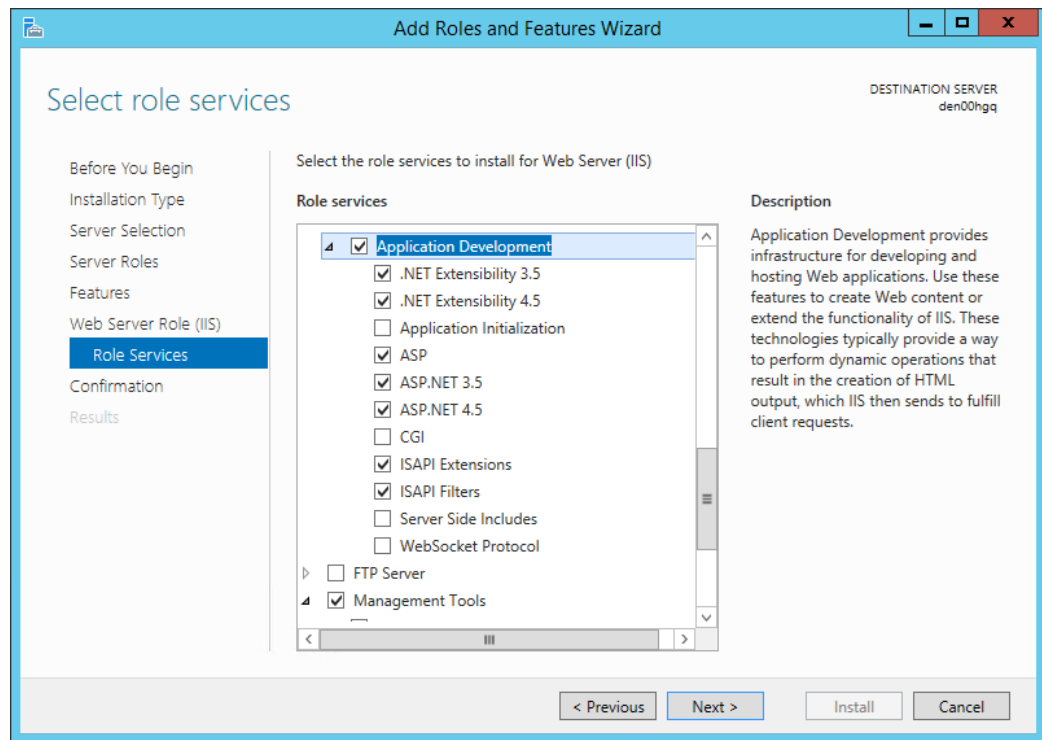 Add Roles and Features Wizard
Select role services
DESTINATION SERVER
den00hgq
Before You Begin
Installation Type
Server Selection
Server Roles
Features
Web Server Role (IIS)
Role Services
Confirmation
Results
Select the role services to install for Web Server (IIS)
Role services
Application Development
.NET Extensibility 3.5
.NET Extensibility 4.5
Application Initialization
ASP
ASP.NET 3.5
ASP.NET 4.5
CGI
ISAPI Extensions
ISAPI Filters
Server Side Includes
WebSocket Protocol
FTP Server
Management Tools
Description
Application Development provides
infrastructure for developing and
hosting Web applications. Use these
features to create Web content or
extend the functionality of IIS. These
technologies typically provide a way
to perform dynamic operations that
result in the creation of HTML
output, which IIS then sends to fulfill
client requests.
< Previous
Next >
Install
Cancel